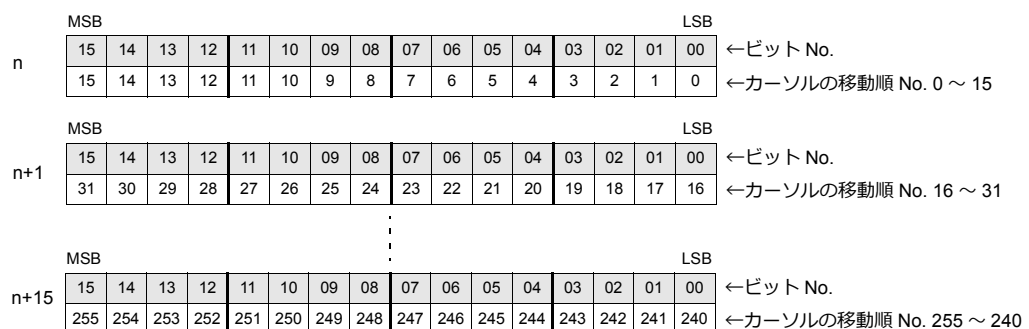 MSB LSB
15 14 13 12 11 10 09 08 07 06 05 04 03 02 01 00 ←ビット No.
n
15 14 13 12 11 10 9 8 7 6 5 4 3 2 1 0 ←カーソルの移動順 No. 0 ～ 15
MSB LSB
15 14 13 12 11 10 09 08 07 06 05 04 03 02 01 00 ←ビット No.
n+1
31 30 29 28 27 26 25 24 23 22 21 20 19 18 17 16 ←カーソルの移動順 No. 16 ～ 31
MSB LSB
15 14 13 12 11 10 09 08 07 06 05 04 03 02 01 00 ←ビット No.
n+15
255 254 253 252 251 250 249 248 247 246 245 244 243 242 241 240 ←カーソルの移動順 No. 255 ～ 240